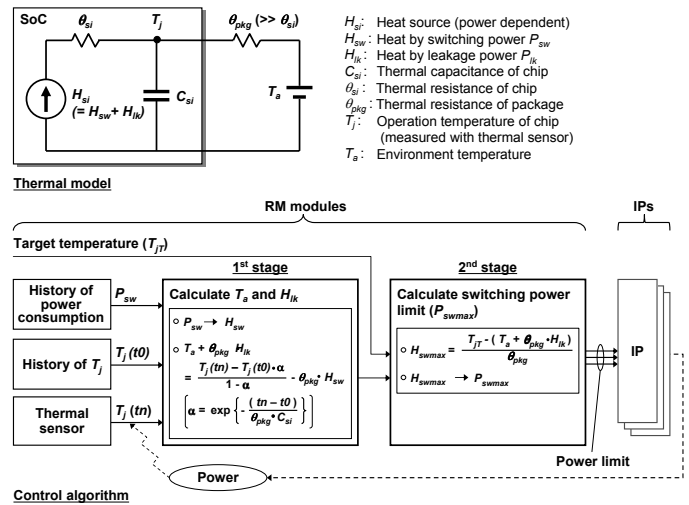 SoC
θsi
Tj
θpkg (>> θsi)
Hsi
(= Hsw + Hlk)
Csi
Ta
Hsi: Heat source (power dependent)
Hsw: Heat by switching power Psw
Hlk: Heat by leakage power Plk
Csi: Thermal capacitance of chip
θsi: Thermal resistance of chip
θpkg: Thermal resistance of package
Tj: Operation temperature of chip
(measured with thermal sensor)
Ta: Environment temperature
Thermal model
RM modules
IPs
Target temperature (TjT)
1st stage
2nd stage
History of
power
consumption
Psw
History of Tj
Tj (t0)
Thermal
sensor
Tj (tn)
Calculate Ta and Hlk
○ Psw → Hsw
○ Ta + θpkg Hlk
= Tj(tn) – Tj(t0)•α / 1 - α - θpkg• Hsw
[α = exp{- (tn – t0) / θpkg• Csi}]
Calculate switching power
limit (Pswmax)
○ Hswmax = TjT - ( Ta + θpkg •Hlk) / θpkg
○ Hswmax → Pswmax
IP
Power limit
Power
Control algorithm